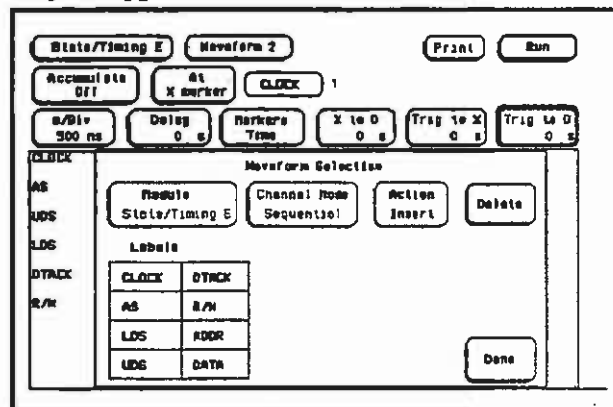 State/Timing E Waveform 2 Print Run
Accumulate Off At X marker CLOCK 1
s/Div 500 ns Delay 0 s Markers Time X to O 0 s Trig to X 0 s Trig to O 0 s
CLOCK
Waveform Selection
AS
Module State/Timing E Channel Mode Sequential Action Insert Delete
UDS
LDS
Labels
DTACK
CLOCK DTACK
R/W
AS R/W
LDS ADDR
UDS DATA
Done